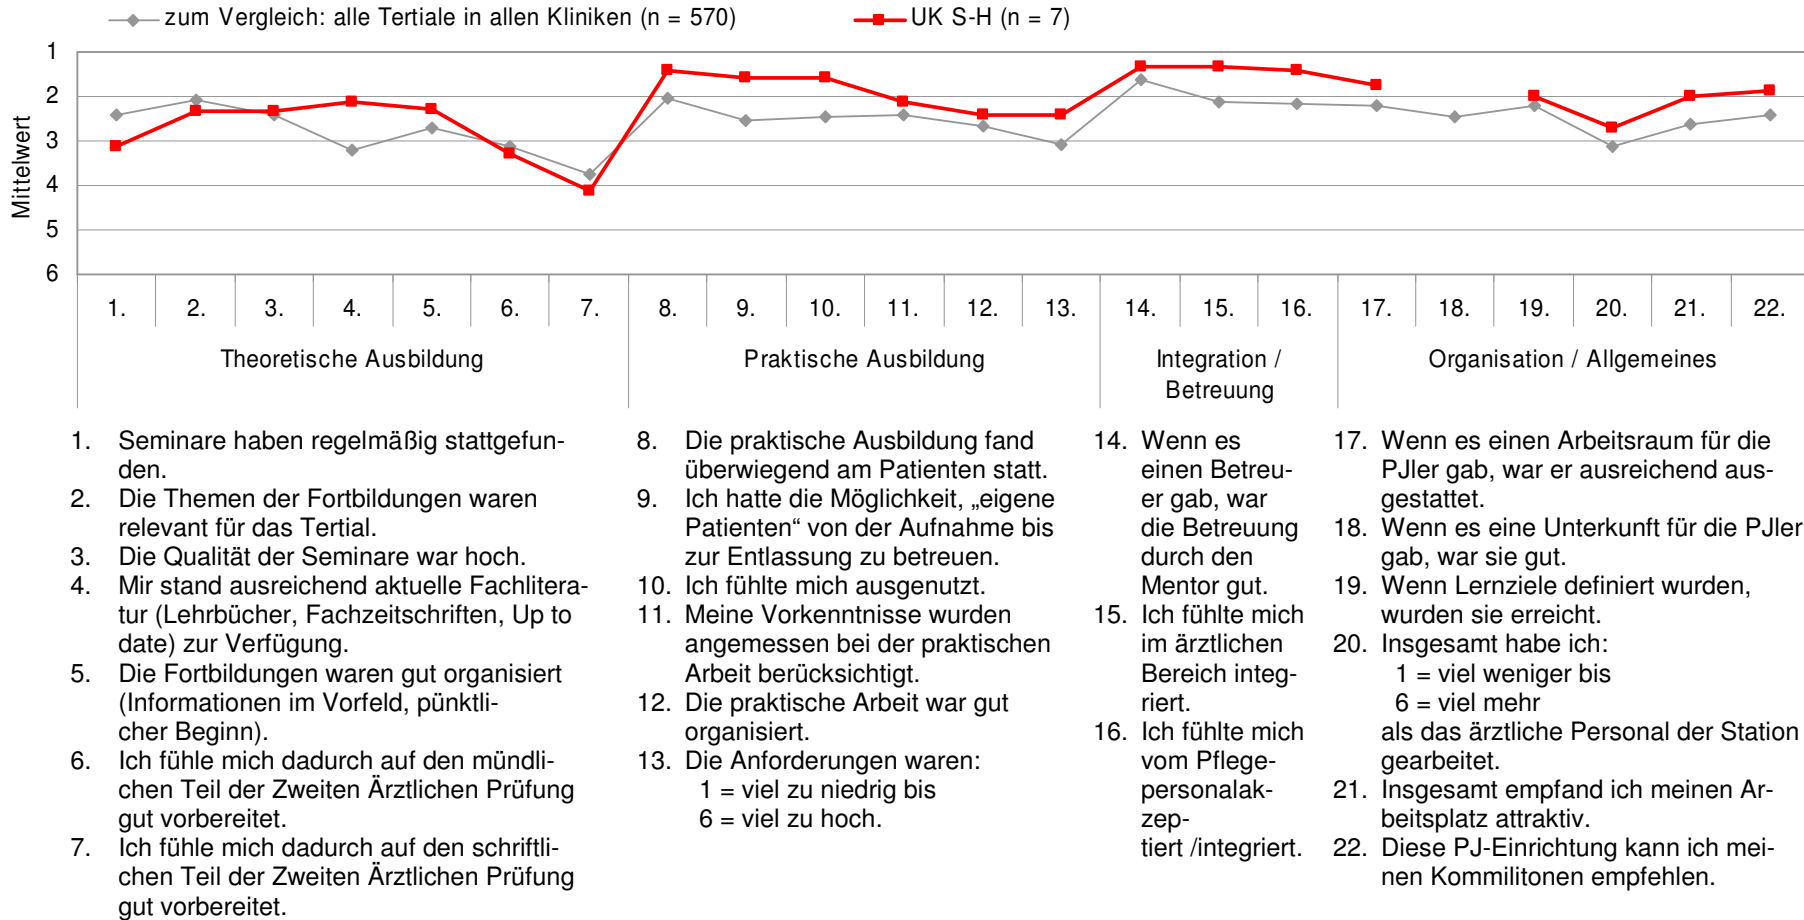 zum Vergleich: alle Tertiale in allen Kliniken (n = 570)
UK S-H (n = 7)
Mittelwert
1
2
3
4
5
6
1. 2. 3. 4. 5. 6. 7. 8. 9. 10. 11. 12. 13. 14. 15. 16. 17. 18. 19. 20. 21. 22.
Theoretische Ausbildung
Praktische Ausbildung
Integration /
Betreuung
Organisation / Allgemeines
1. Seminare haben regelmäßig stattgefun-
den.
2. Die Themen der Fortbildungen waren
relevant für das Tertial.
3. Die Qualität der Seminare war hoch.
4. Mir stand ausreichend aktuelle Fachlitera-
tur (Lehrbücher, Fachzeitschriften, Up to
date) zur Verfügung.
5. Die Fortbildungen waren gut organisiert
(Informationen im Vorfeld, pünktli-
cher Beginn).
6. Ich fühle mich dadurch auf den mündli-
chen Teil der Zweiten Ärztlichen Prüfung
gut vorbereitet.
7. Ich fühle mich dadurch auf den schriftli-
chen Teil der Zweiten Ärztlichen Prüfung
gut vorbereitet.
8. Die praktische Ausbildung fand
überwiegend am Patienten statt.
9. Ich hatte die Möglichkeit, „eigene
Patienten“ von der Aufnahme bis
zur Entlassung zu betreuen.
10. Ich fühlte mich ausgenutzt.
11. Meine Vorkenntnisse wurden
angemessen bei der praktischen
Arbeit berücksichtigt.
12. Die praktische Arbeit war gut
organisiert.
13. Die Anforderungen waren:
1 = viel zu niedrig bis
6 = viel zu hoch.
14. Wenn es
einen Betreu-
er gab, war
die Betreuung
durch den
Mentor gut.
15. Ich fühlte mich
im ärztlichen
Bereich integ-
riert.
16. Ich fühlte mich
vom Pflege-
personalak-
zep-
tiert /integriert.
17. Wenn es einen Arbeitsraum für die
PJler gab, war er ausreichend aus-
gestattet.
18. Wenn es eine Unterkunft für die PJler
gab, war sie gut.
19. Wenn Lernziele definiert wurden,
wurden sie erreicht.
20. Insgesamt habe ich:
1 = viel weniger bis
6 = viel mehr
als das ärztliche Personal der Station
gearbeitet.
21. Insgesamt empfand ich meinen Ar-
beitsplatz attraktiv.
22. Diese PJ-Einrichtung kann ich mei-
nen Kommilitonen empfehlen.